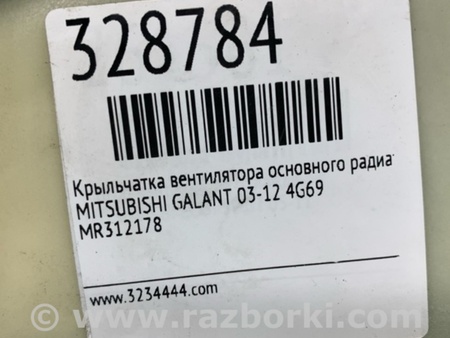 328784
Крыльчатка вентилятора основного радиа
MITSUBISHI GALANT 03-12 4G69
MR312178
www.3234444.com
www.razborki.com